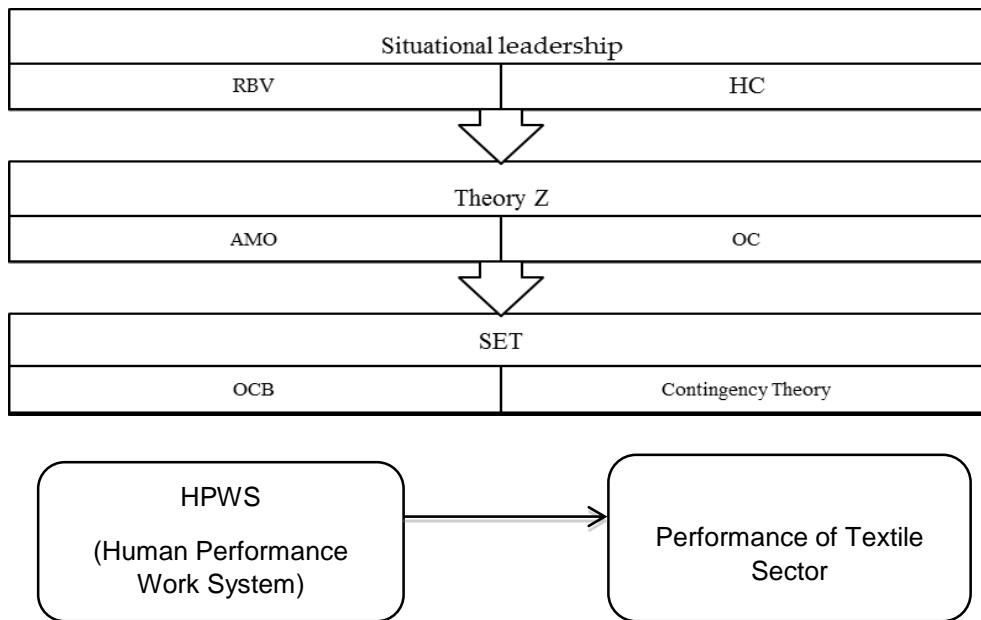 Situational leadership
RBV
HC
Theory Z
AMO
OC
SET
OCB
Contingency Theory
HPWS
(Human Performance
Work System)
Performance of Textile
Sector